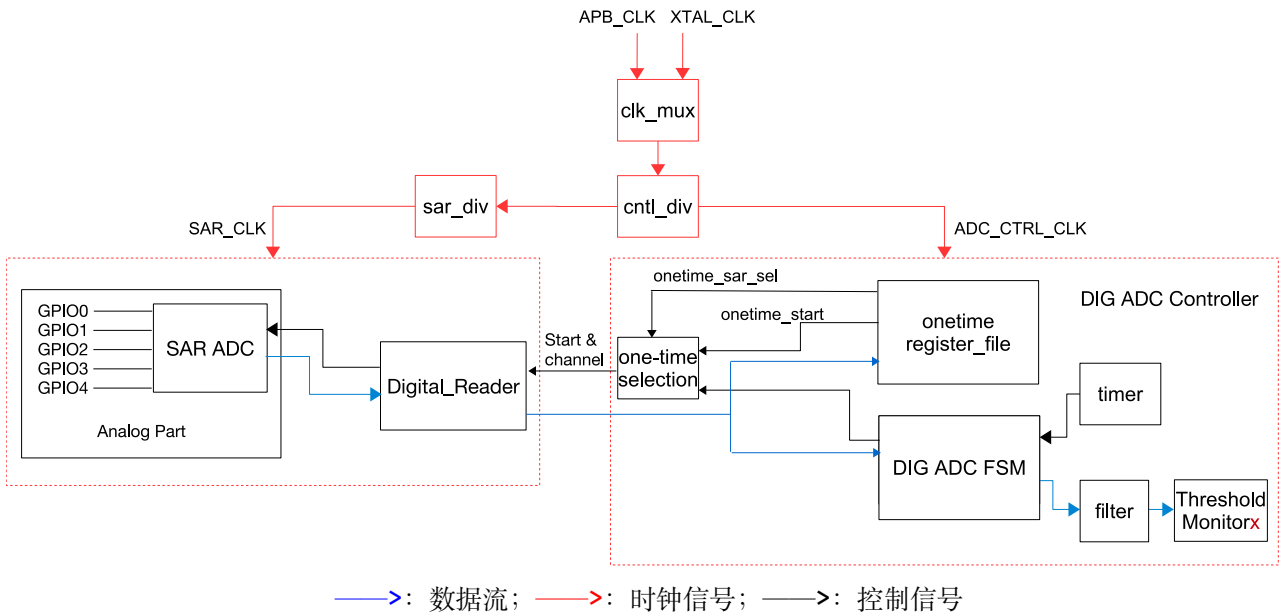 APB_CLK XTAL_CLK
clk_mux
sar_div
cntl_div
SAR_CLK
ADC_CTRL_CLK
GPIO0
GPIO1
GPIO2
GPIO3
GPIO4
SAR ADC
Analog Part
Digital_Reader
Start &
channel
onetime_sar_sel
onetime_start
one-time
selection
onetime
register_file
DIG ADC Controller
timer
DIG ADC FSM
filter
Threshold
Monitorx
：数据流；：时钟信号；：控制信号